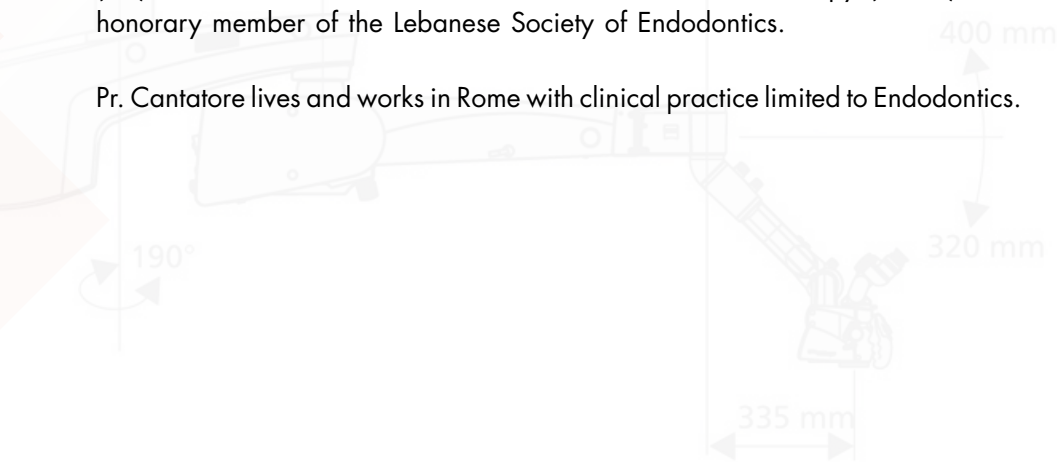 honorary member of the Lebanese Society of Endodontics.
400 mm
Pr. Cantatore lives and works in Rome with clinical practice limited to Endodontics.
190°
320 mm
335 mm